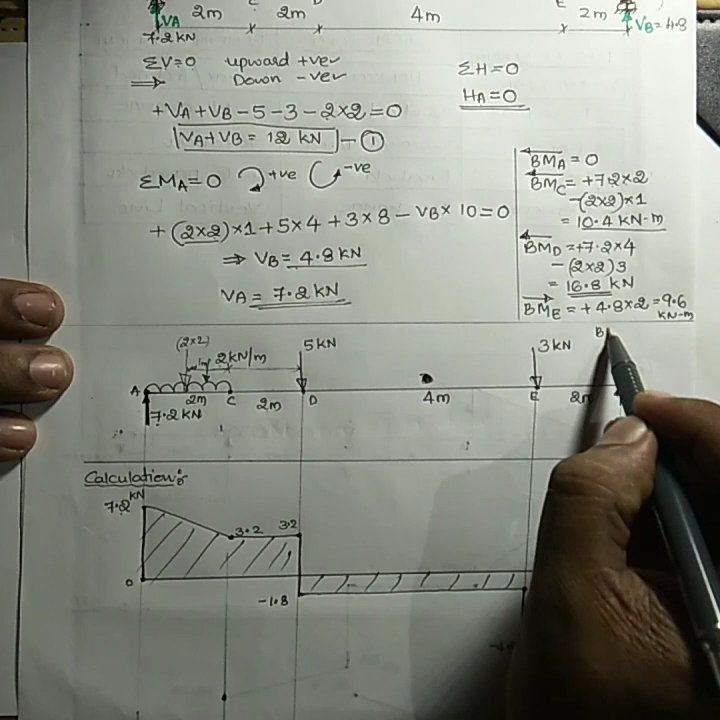 VA 2m 2m 4m E 2m VB=4.8
7.2 KN
ΣV=0 upward +ver
⇒ Down -ver
ΣH=0
HA=0
+VA+VB-5-3-2×2=0
VA+VB = 12 KN -①
ΣMA=0 +ve -ve
+(2×2)×1+5×4+3×8-VB×10=0
⇒ VB= 4.8 KN
VA= 7.2 KN
BMA=0
BMC=+7.2×2
-(2×2)×1
= 10.4 KN-m
BMD=+7.2×4
-(2×2)3
= 16.8 KN
BME=+4.8×2=9.6
KN-m
(2×2) 2KN/m 5KN 3KN B
A 2m C 2m D 4m E 2m
7.2 KN
Calculation:
7.2 KN
3.2 3.2
0
-1.8